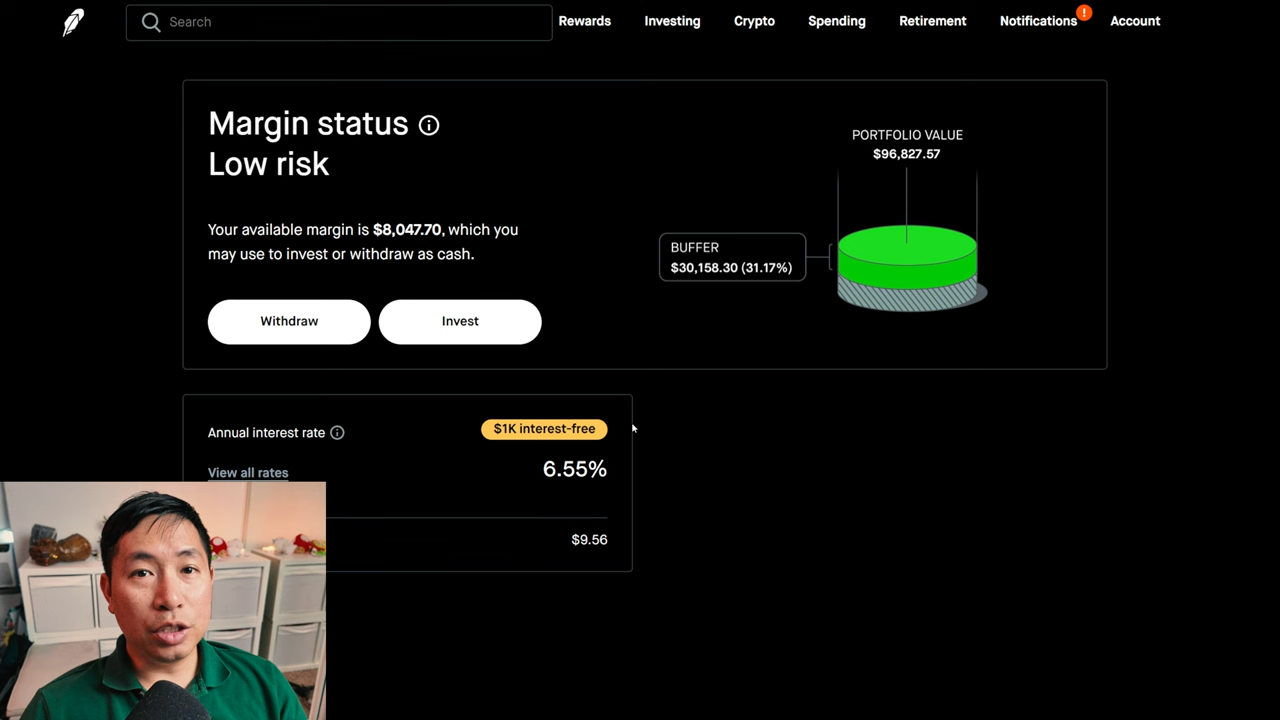 Search
Rewards
Investing
Crypto
Spending
Retirement
Notifications
!
Account
Margin status
Low risk
Your available margin is $8,047.70, which you
may use to invest or withdraw as cash.
Withdraw
Invest
PORTFOLIO VALUE
$96,827.57
BUFFER
$30,158.30 (31.17%)
Annual interest rate
$1K interest-free
View all rates
6.55%
$9.56